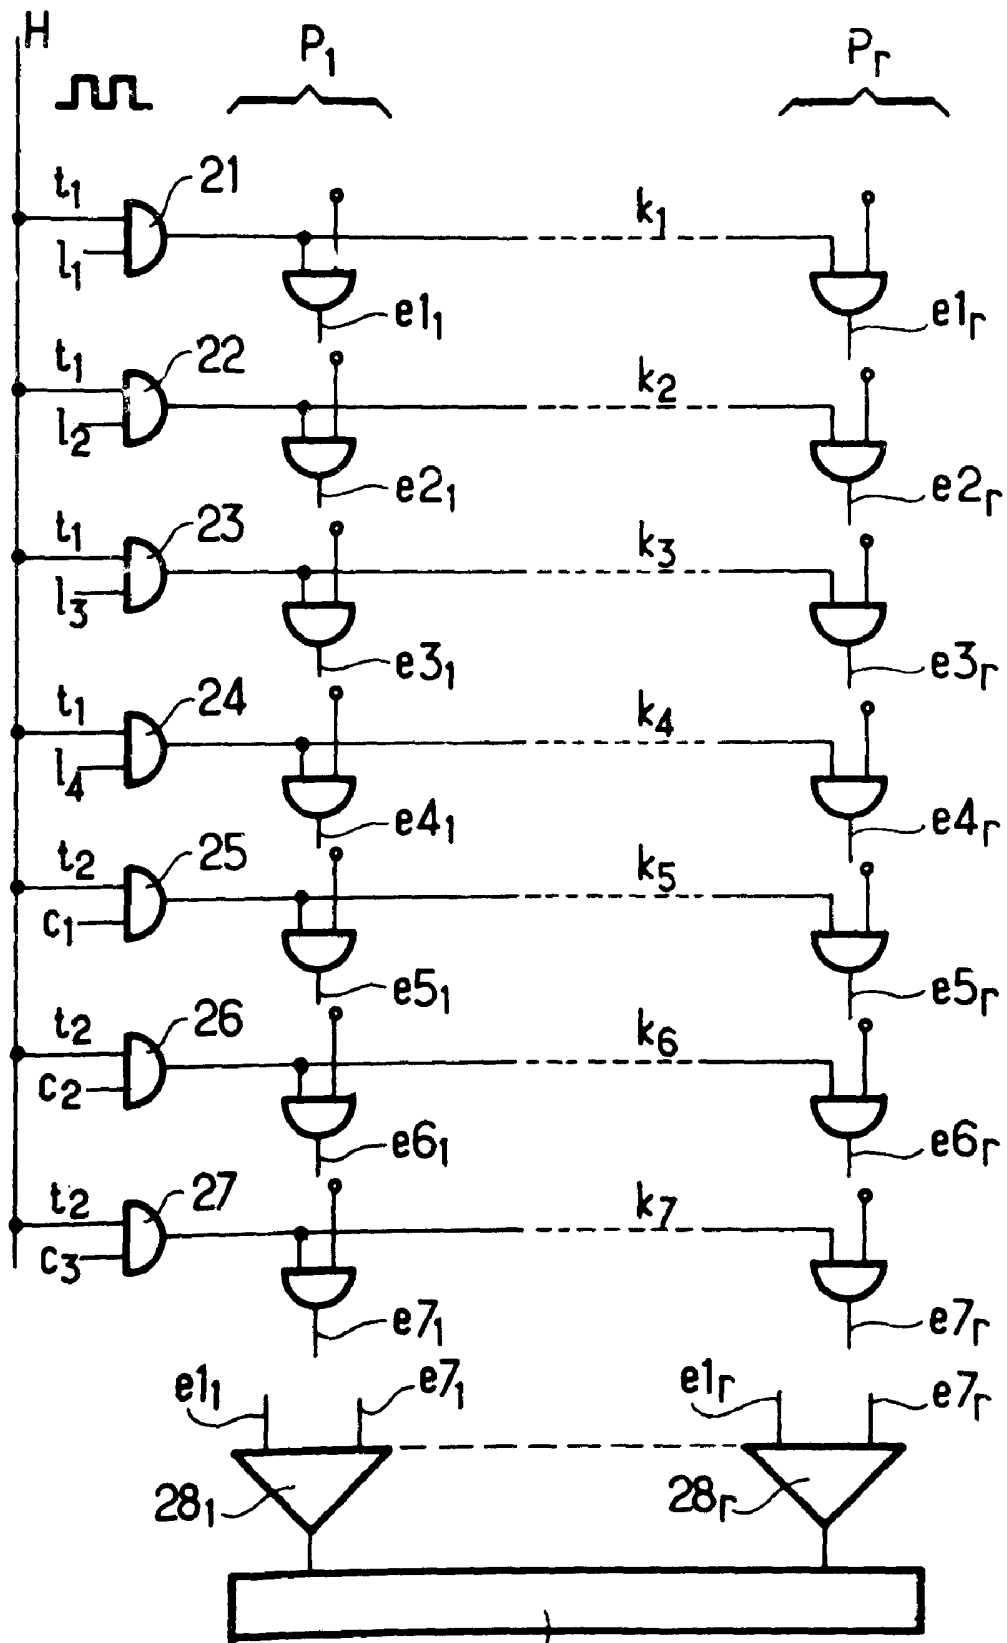 H P₁ Pᵣ
t₁ 21 k₁
l₁ e1₁ e1ᵣ
t₁ 22 k₂
l₂ e2₁ e2ᵣ
t₁ 23 k₃
l₃ e3₁ e3ᵣ
t₁ 24 k₄
l₄ e4₁ e4ᵣ
t₂ 25 k₅
c₁ e5₁ e5ᵣ
t₂ 26 k₆
c₂ e6₁ e6ᵣ
t₂ 27 k₇
c₃ e7₁ e7ᵣ
e1₁ e7₁ e1ᵣ e7ᵣ
28₁ 28ᵣ